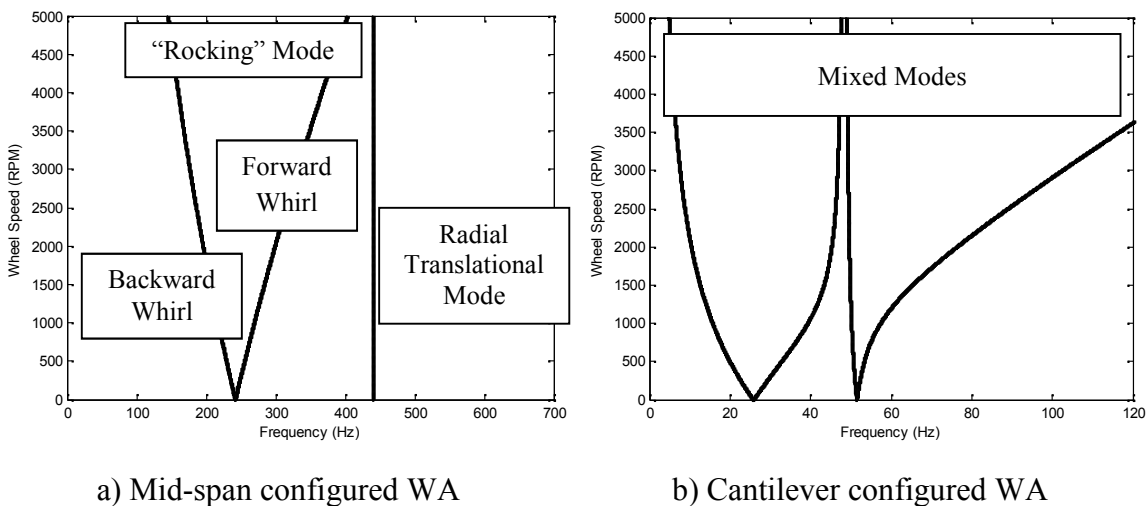 5000
4500
4000
3500
3000
2500
2000
1500
1000
500
0
Wheel Speed (RPM)
“Rocking” Mode
Forward
Whirl
Backward
Whirl
Radial
Translational
Mode
0 100 200 300 400 500 600 700
Frequency (Hz)
a) Mid-span configured WA
5000
4500
4000
3500
3000
2500
2000
1500
1000
500
0
Wheel Speed (RPM)
Mixed Modes
0 20 40 60 80 100 120
Frequency (Hz)
b) Cantilever configured WA